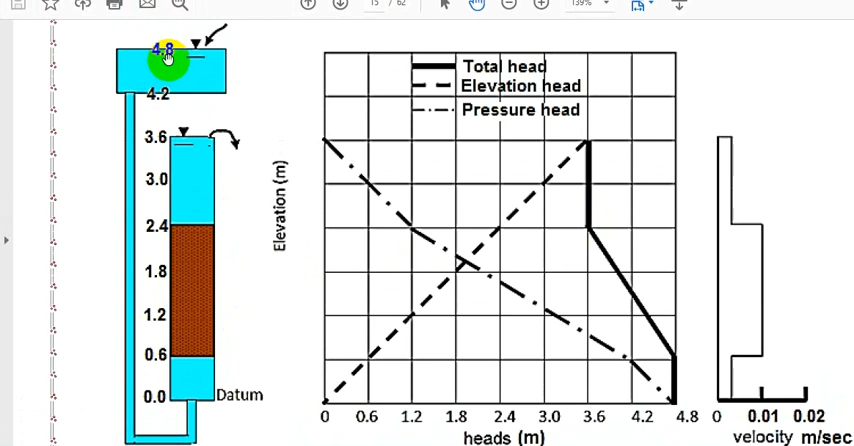 15 / 62
139%
4.8
4.2
3.6
3.0
2.4
1.8
1.2
0.6
0.0
Datum
Elevation (m)
Total head
Elevation head
Pressure head
0 0.6 1.2 1.8 2.4 3.0 3.6 4.2 4.8
heads (m)
0 0.01 0.02
velocity m/sec